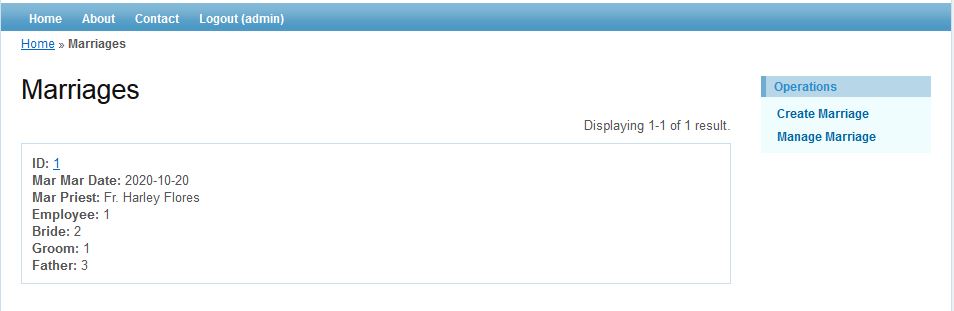 Home About Contact Logout (admin)
Home » Marriages
Marriages
Displaying 1-1 of 1 result.
ID: 1
Mar Mar Date: 2020-10-20
Mar Priest: Fr. Harley Flores
Employee: 1
Bride: 2
Groom: 1
Father: 3
Operations
Create Marriage
Manage Marriage